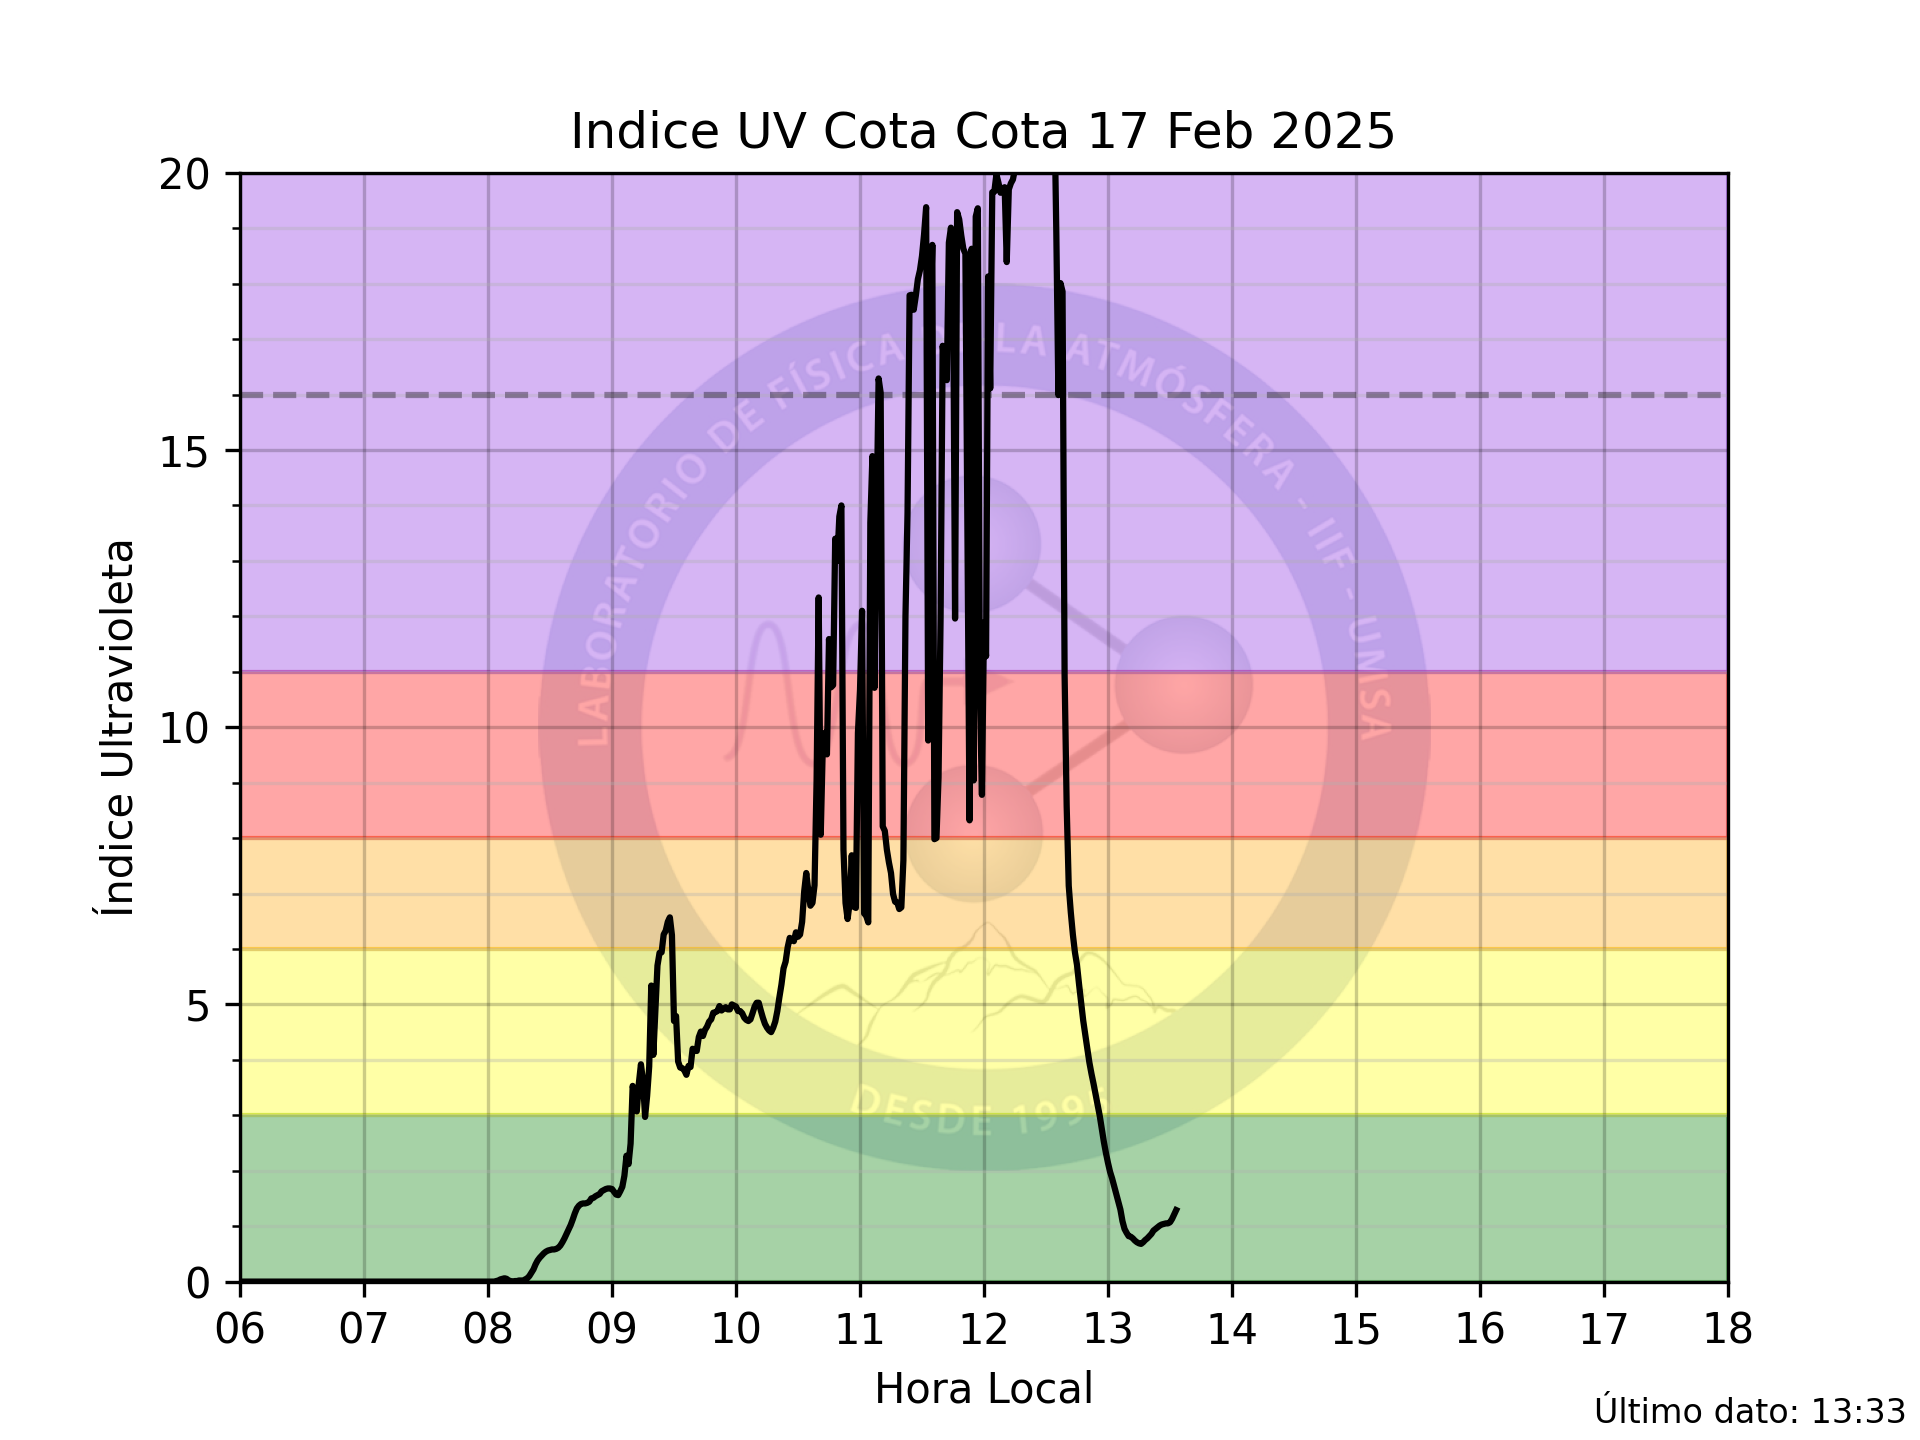 Indice UV Cota Cota 17 Feb 2025
20
15
10
5
0
Índice Ultravioleta
06 07 08 09 10 11 12 13 14 15 16 17 18
Hora Local
Último dato: 13:33
LABORATORIO DE FÍSICA LA ATMÓSFERA - IIF - UMSA
DESDE